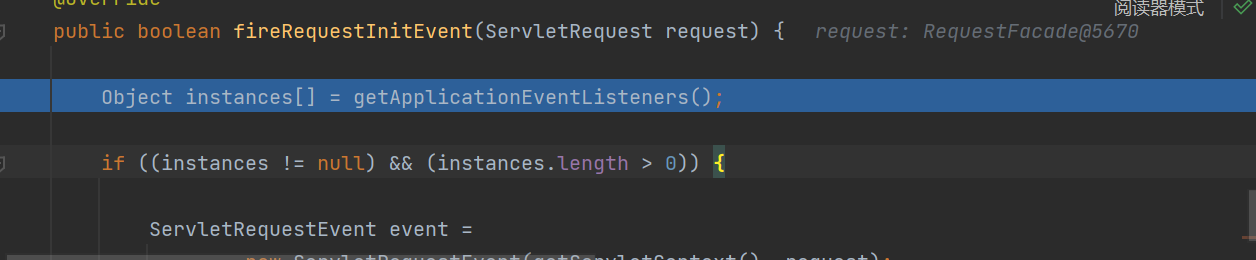 @Override
阅读器模式
public boolean fireRequestInitEvent(ServletRequest request) {   request: RequestFacade@5670
Object instances[] = getApplicationEventListeners();
if ((instances != null) && (instances.length > 0)) {
ServletRequestEvent event =
new ServletRequestEvent(getServletContext(), request);